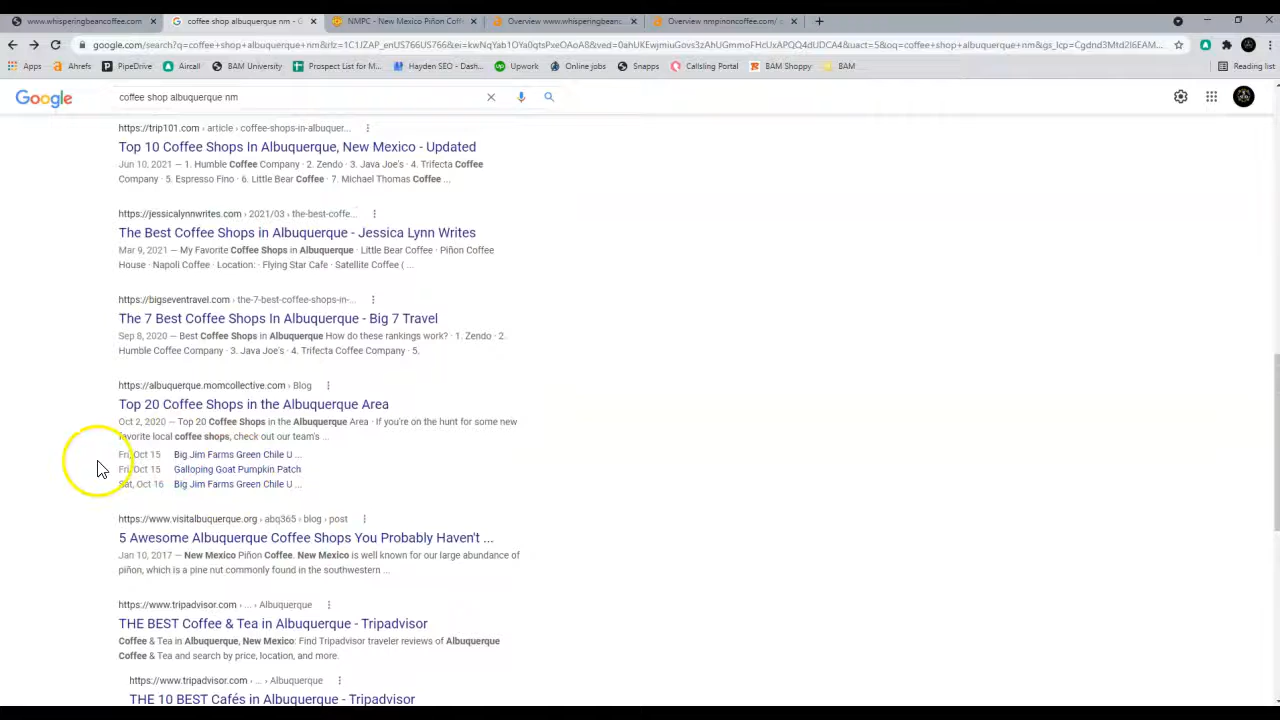 www.whisperingbeancoffee.com
coffee shop albuquerque nm - G
NMPC - New Mexico Piñon Coffee
Overview www.whisperingbeanc
Overview nmpinoncoffee.com/
google.com/search?q=coffee+shop+albuquerque+nm&rlz=1C1JZAP_enUS766US766&ei=
Apps
Ahrefs
PipeDrive
Aircall
BAM University
Prospect List for M...
Hayden SEO - Dash...
Upwork
Online jobs
Snapps
Callsling Portal
BAM Shoppy
BAM
Reading list
Google
coffee shop albuquerque nm
https://trip101.com › article › coffee-shops-in-albuquer...
Top 10 Coffee Shops In Albuquerque, New Mexico - Updated
Jun 10, 2021 — 1. Humble Coffee Company · 2. Zendo · 3. Java Joe's · 4. Trifecta Coffee
Company · 5. Espresso Fino · 6. Little Bear Coffee · 7. Michael Thomas Coffee ...
https://jessicalynnwrites.com › 2021/03 › the-best-coffe...
The Best Coffee Shops in Albuquerque - Jessica Lynn Writes
Mar 9, 2021 — My Favorite Coffee Shops in Albuquerque · Little Bear Coffee · Piñon Coffee
House · Napoli Coffee · Location: · Flying Star Cafe · Satellite Coffee ( ...
https://bigseventravel.com › the-7-best-coffee-shops-in-...
The 7 Best Coffee Shops In Albuquerque - Big 7 Travel
Sep 8, 2020 — Best Coffee Shops in Albuquerque How do these rankings work? · 1. Zendo · 2.
Humble Coffee Company · 3. Java Joe's · 4. Trifecta Coffee Company · 5.
https://albuquerque.momcollective.com › Blog
Top 20 Coffee Shops in the Albuquerque Area
Oct 2, 2020 — Top 20 Coffee Shops in the Albuquerque Area · If you're on the hunt for some new
favorite local coffee shops, check out our team's ...
Fri, Oct 15 Big Jim Farms Green Chile U ...
Fri, Oct 15 Galloping Goat Pumpkin Patch
Sat, Oct 16 Big Jim Farms Green Chile U ...
https://www.visitalbuquerque.org › abq365 › blog › post
5 Awesome Albuquerque Coffee Shops You Probably Haven't ...
Jan 10, 2017 — New Mexico Piñon Coffee. New Mexico is well known for our large abundance of
piñon, which is a pine nut commonly found in the southwestern ...
https://www.tripadvisor.com › ... › Albuquerque
THE BEST Coffee & Tea in Albuquerque - Tripadvisor
Coffee & Tea in Albuquerque, New Mexico: Find Tripadvisor traveler reviews of Albuquerque
Coffee & Tea and search by price, location, and more.
https://www.tripadvisor.com › ... › Albuquerque
THE 10 BEST Cafés in Albuquerque - Tripadvisor